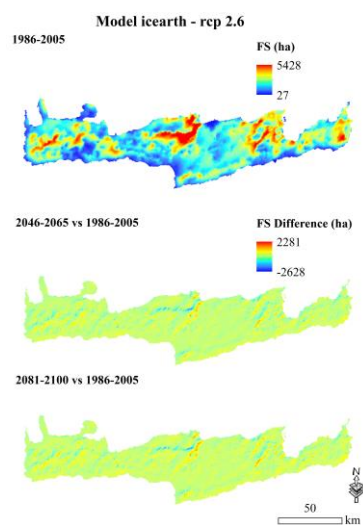 Model icearth - rcp 2.6
1986-2005
FS (ha)
5428
27
2046-2065 vs 1986-2005
FS Difference (ha)
2281
-2628
2081-2100 vs 1986-2005
N
50
km